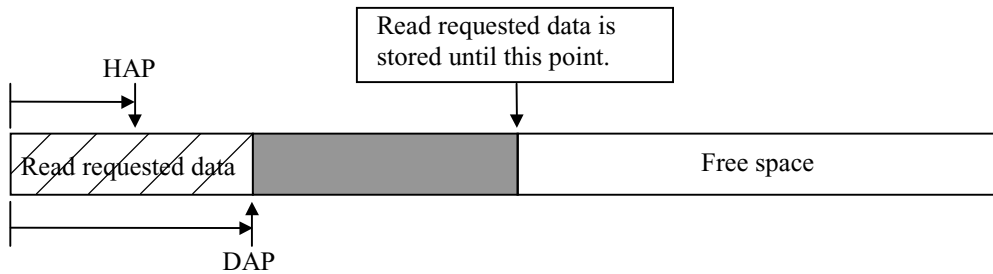 Read requested data is
stored until this point.
HAP
Read requested data
Free space
DAP